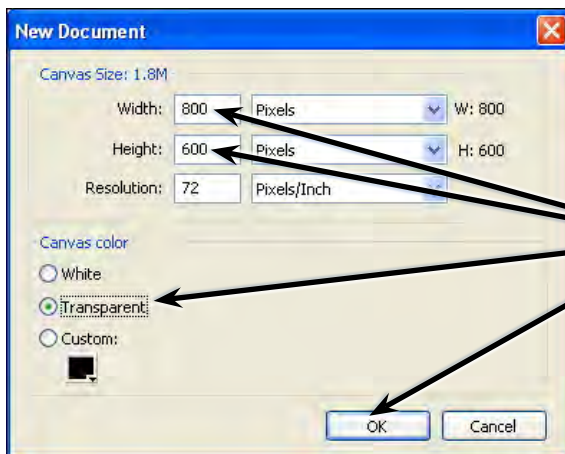 New Document
Canvas Size: 1.8M
Width: 800 Pixels W: 800
Height: 600 Pixels H: 600
Resolution: 72 Pixels/Inch
Canvas color
White
Transparent
Custom:
OK Cancel